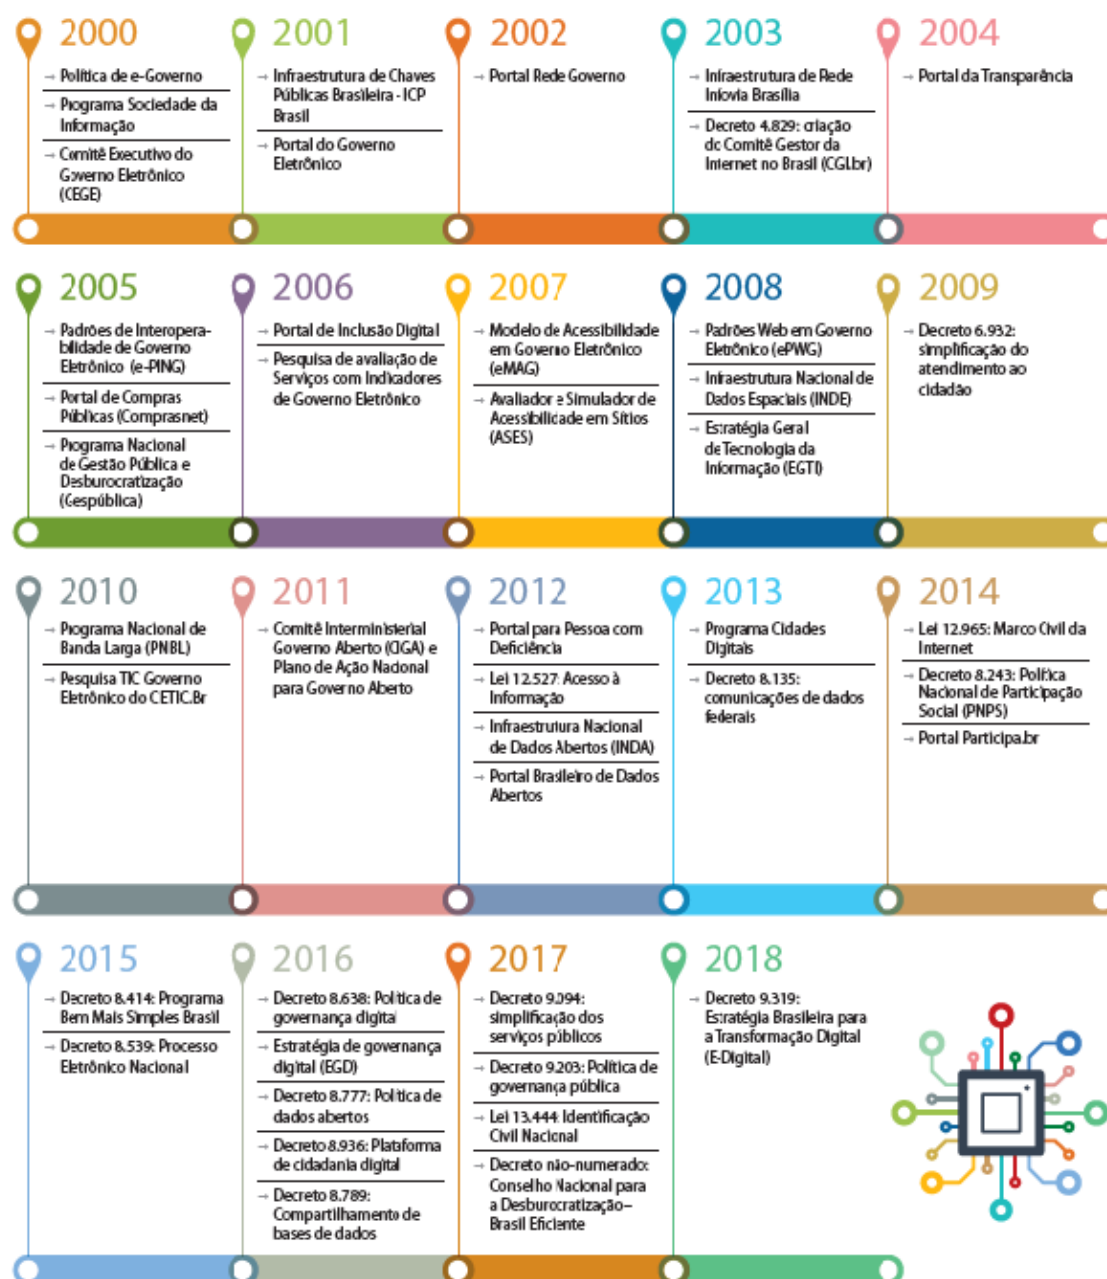 2000
→ Política de e-Governo
→ Programa Sociedade da
Informação
→ Comitê Executivo do
Governo Eletrônico
(CEGE)
2001
→ Infraestrutura de Chaves
Públicas Brasileira - ICP
Brasil
→ Portal do Governo
Eletrônico
2002
→ Portal Rede Governo
2003
→ Infraestrutura de Rede
Infovia Brasília
→ Decreto 4.829: criação
do Comitê Gestor da
Internet no Brasil (CGI.br)
2004
→ Portal da Transparência
2005
→ Padrões de Interopera-
bilidade de Governo
Eletrônico (e-PING)
→ Portal de Compras
Públicas (Comprasnet)
→ Programa Nacional
de Gestão Pública e
Desburocratização
(Gespública)
2006
→ Portal de Inclusão Digital
→ Pesquisa de avaliação de
Serviços com Indicadores
de Governo Eletrônico
2007
→ Modelo de Acessibilidade
em Governo Eletrônico
(eMAG)
→ Avaliador e Simulador de
Acessibilidade em Sítios
(ASES)
2008
→ Padrões Web em Governo
Eletrônico (ePWG)
→ Infraestrutura Nacional de
Dados Espaciais (INDE)
→ Estratégia Geral
de Tecnologia da
Informação (EGTI)
2009
→ Decreto 6.932:
simplificação do
atendimento ao
cidadão
2010
→ Programa Nacional de
Banda Larga (PNBL)
→ Pesquisa TIC Governo
Eletrônico do CETIC.Br
2011
→ Comitê Interministerial
Governo Aberto (CIGA) e
Plano de Ação Nacional
para Governo Aberto
2012
→ Portal para Pessoa com
Deficiência
→ Lei 12.527: Acesso à
Informação
→ Infraestrutura Nacional
de Dados Abertos (INDA)
→ Portal Brasileiro de Dados
Abertos
2013
→ Programa Cidades
Digitais
→ Decreto 8.135:
comunicações de dados
federais
2014
→ Lei 12.965: Marco Civil da
Internet
→ Decreto 8.243: Política
Nacional de Participação
Social (PNPS)
→ Portal Participa.br
2015
→ Decreto 8.414: Programa
Bem Mais Simples Brasil
→ Decreto 8.539: Processo
Eletrônico Nacional
2016
→ Decreto 8.638: Política de
governança digital
→ Estratégia de governança
digital (EGD)
→ Decreto 8.777: Política de
dados abertos
→ Decreto 8.936: Plataforma
de cidadania digital
→ Decreto 8.789:
Compartilhamento de
bases de dados
2017
→ Decreto 9.094:
simplificação dos
serviços públicos
→ Decreto 9.203: Política de
governança pública
→ Lei 13.444: Identificação
Civil Nacional
→ Decreto não-numerado:
Conselho Nacional para
a Desburocratização–
Brasil Eficiente
2018
→ Decreto 9.319:
Estratégia Brasileira para
a Transformação Digital
(E-Digital)